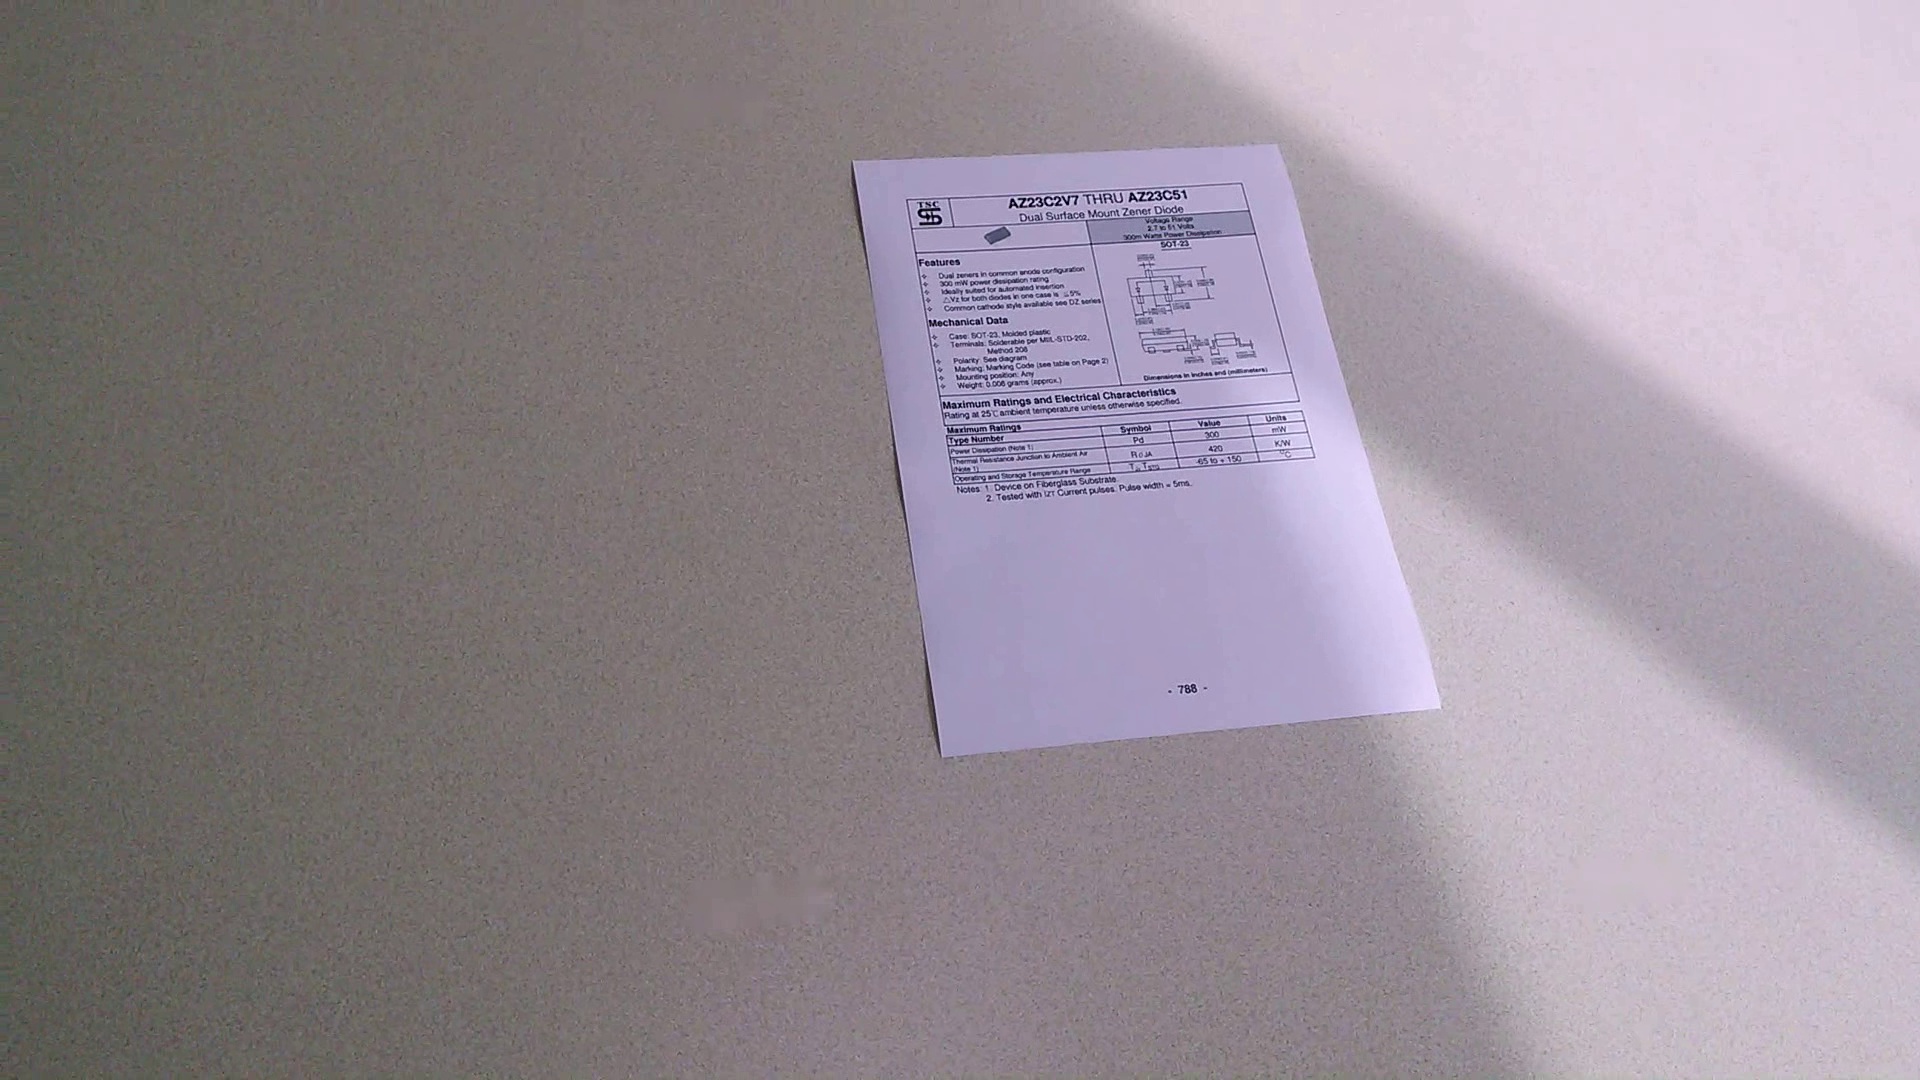 TSC
AZ23C2V7 THRU AZ23C51
Dual Surface Mount Zener Diode
Voltage Range
2.7 to 51 Volts
300m Watts Power Dissipation
SOT-23
Features
Dual zeners in common anode configuration
300 mW power dissipation rating
Ideally suited for automated insertion
△Vz for both diodes in one case is ≦5%
Common cathode style available see DZ series
Mechanical Data
Case: SOT-23, Molded plastic
Terminals: Solderable per MIIL-STD-202,
Method 208
Polarity: See diagram
Marking: Marking Code (see table on Page 2)
Mounting position: Any
Weight: 0.008 grams (approx.)
Dimensions in inches and (millimeters)
Maximum Ratings and Electrical Characteristics
Rating at 25℃ ambient temperature unless otherwise specified.
Maximum Ratings
Type Number Symbol Value Units
Power Dissipation (Note 1) Pd 300 mW
Thermal Resistance Junction to Ambient Air
(Note 1) RθJA 420 K/W
Operating and Storage Temperature Range TJ, TSTG -65 to + 150 °C
Notes: 1. Device on Fiberglass Substrate.
2. Tested with IZT Current pulses. Pulse width = 5ms.
- 788 -